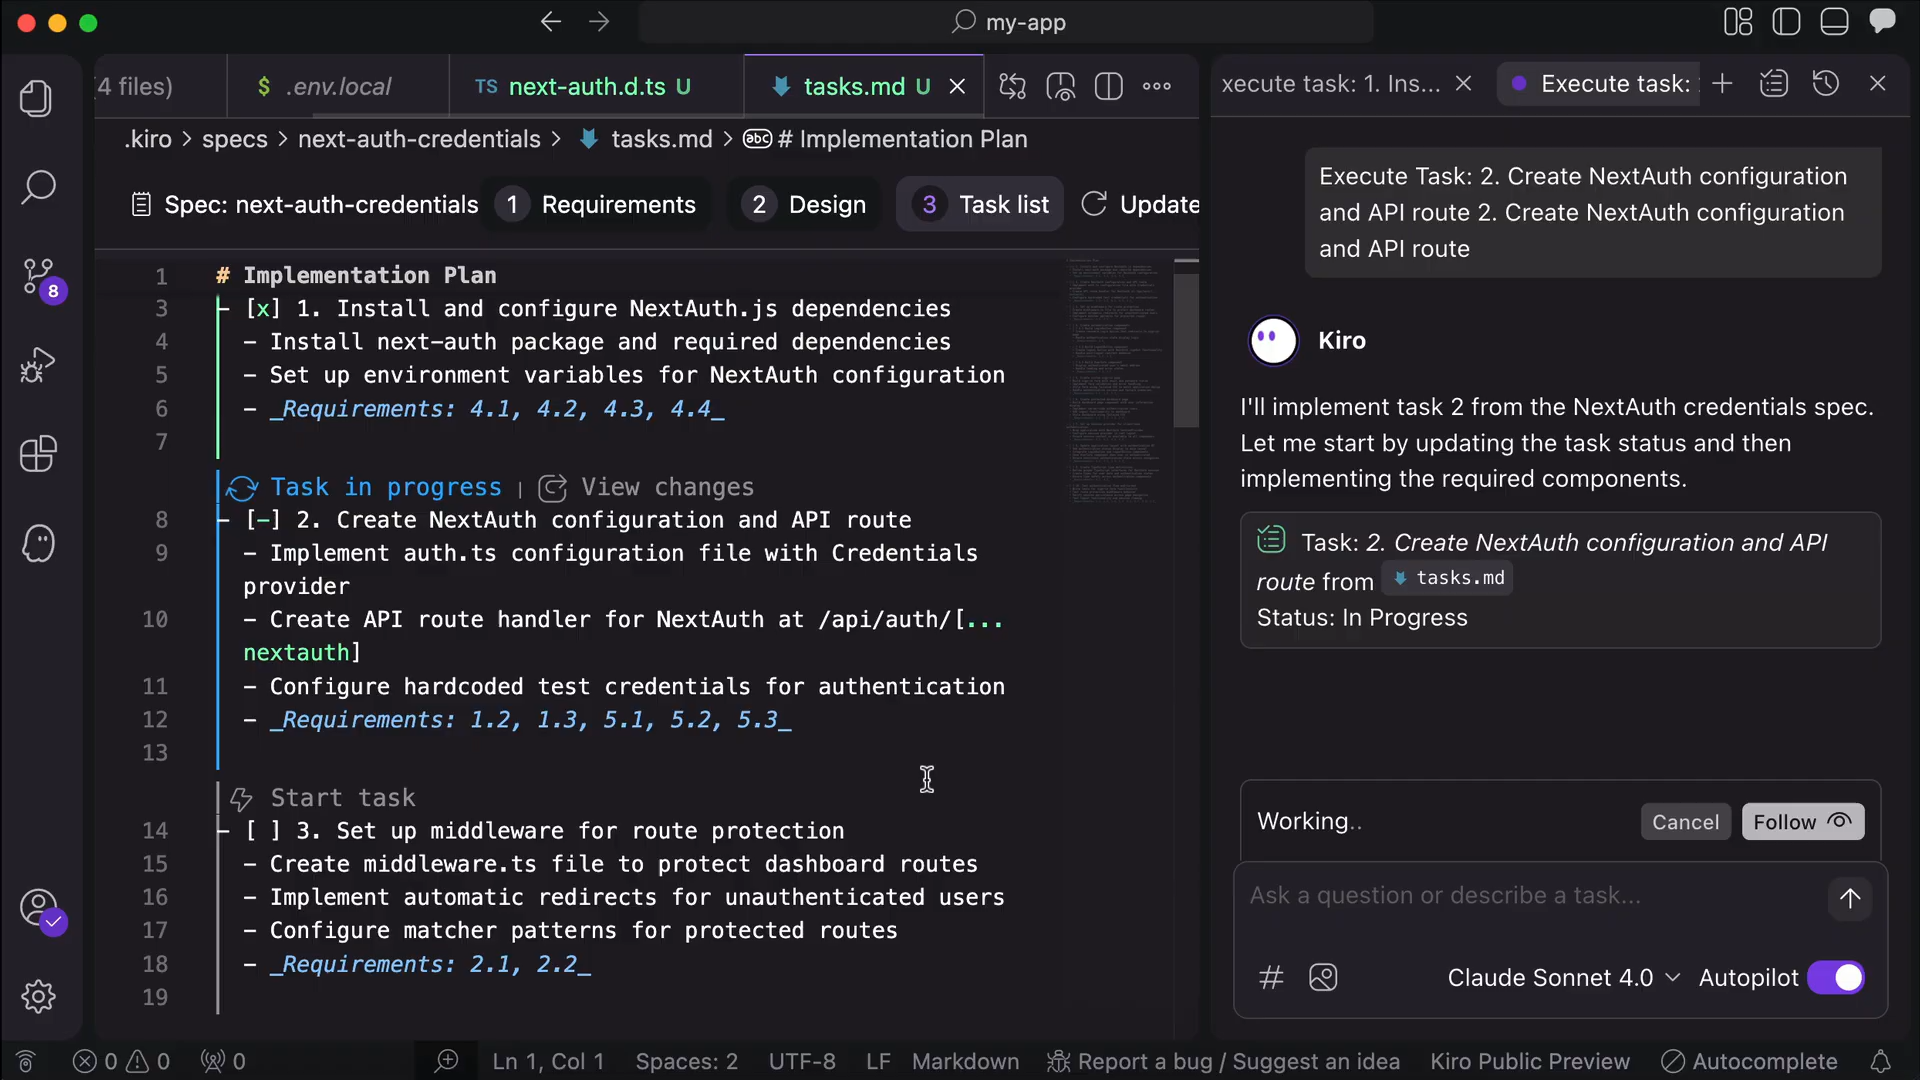 my-app
(4 files)
$ .env.local
TS next-auth.d.ts U
tasks.md U
xecute task: 1. Ins...
Execute task:
.kiro > specs > next-auth-credentials > tasks.md > abc # Implementation Plan
Spec: next-auth-credentials
1 Requirements
2 Design
3 Task list
Update
1 # Implementation Plan
3 - [x] 1. Install and configure NextAuth.js dependencies
4 - Install next-auth package and required dependencies
5 - Set up environment variables for NextAuth configuration
6 - _Requirements: 4.1, 4.2, 4.3, 4.4_
7
Task in progress | View changes
8 - [-] 2. Create NextAuth configuration and API route
9 - Implement auth.ts configuration file with Credentials
provider
10 - Create API route handler for NextAuth at /api/auth/[...
nextauth]
11 - Configure hardcoded test credentials for authentication
12 - _Requirements: 1.2, 1.3, 5.1, 5.2, 5.3_
13
Start task
14 - [ ] 3. Set up middleware for route protection
15 - Create middleware.ts file to protect dashboard routes
16 - Implement automatic redirects for unauthenticated users
17 - Configure matcher patterns for protected routes
18 - _Requirements: 2.1, 2.2_
19
8
Execute Task: 2. Create NextAuth configuration
and API route 2. Create NextAuth configuration
and API route
Kiro
I'll implement task 2 from the NextAuth credentials spec.
Let me start by updating the task status and then
implementing the required components.
Task: 2. Create NextAuth configuration and API
route from tasks.md
Status: In Progress
Working..
Cancel
Follow
Ask a question or describe a task...
#
Claude Sonnet 4.0
Autopilot
0 0 0
Ln 1, Col 1
Spaces: 2
UTF-8
LF
Markdown
Report a bug / Suggest an idea
Kiro Public Preview
Autocomplete